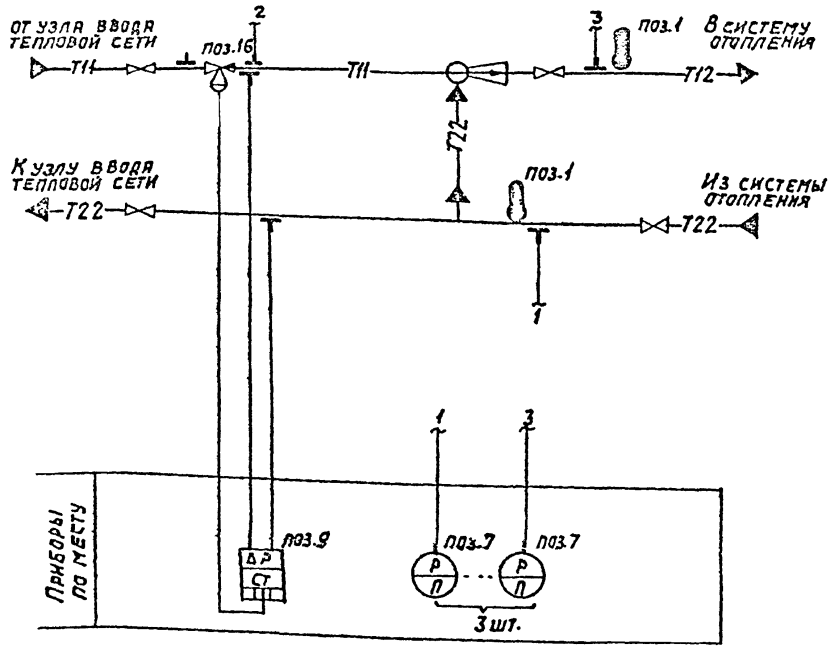 ОТ УЗЛА ВВОДА
ТЕПЛОВОЙ СЕТИ
ПОЗ.16
2
3
ПОЗ.1
В СИСТЕМУ
ОТОПЛЕНИЯ
Т11
Т11
Т12
Т22
К УЗЛУ ВВОДА
ТЕПЛОВОЙ СЕТИ
ПОЗ.1
ИЗ СИСТЕМЫ
ОТОПЛЕНИЯ
Т22
Т22
1
1
3
ПРИБОРЫ
ПО МЕСТУ
ПОЗ.9
ΔР
СТ
ПОЗ.7
ПОЗ.7
Р
П
Р
П
3 ШТ.